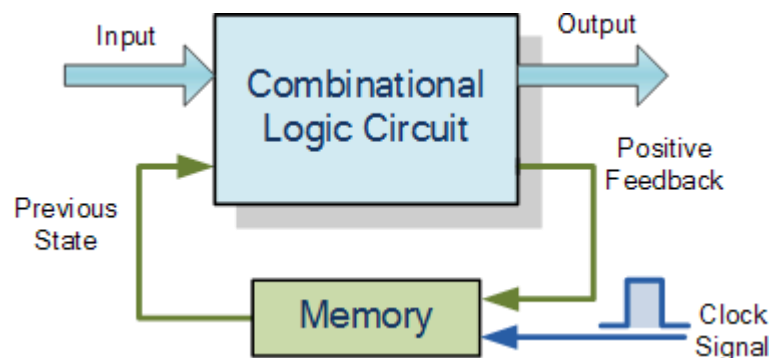 Input
Output
Combinational
Logic Circuit
Positive
Feedback
Previous
State
Memory
Clock
Signal